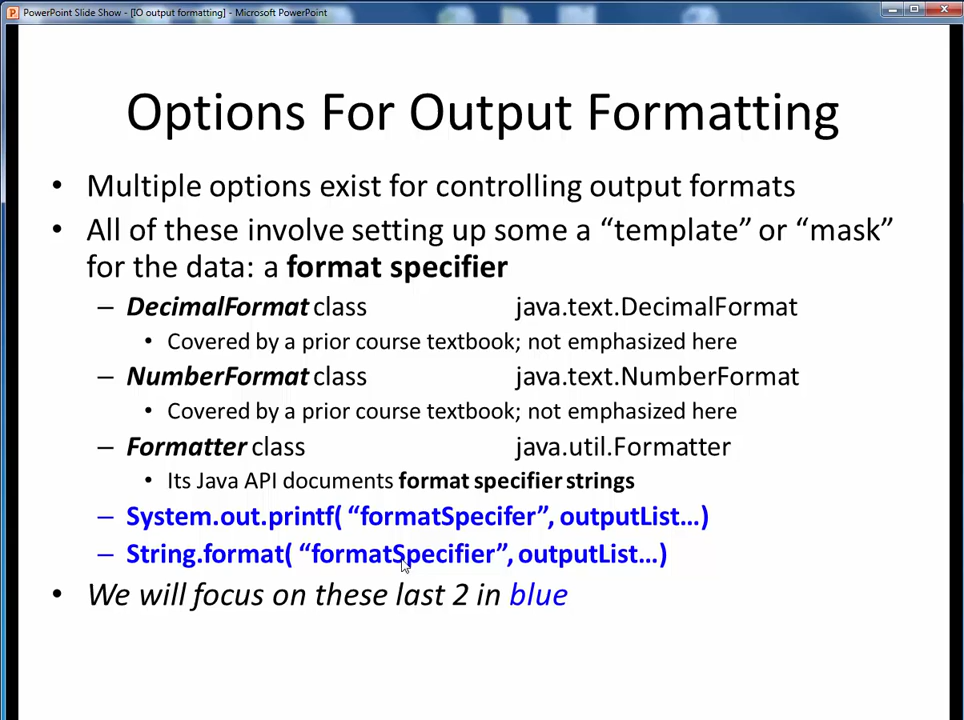 PowerPoint Slide Show - [IO output formatting] - Microsoft PowerPoint
Options For Output Formatting
• Multiple options exist for controlling output formats
• All of these involve setting up some a “template” or “mask”
for the data: a format specifier
– DecimalFormat class java.text.DecimalFormat
• Covered by a prior course textbook; not emphasized here
– NumberFormat class java.text.NumberFormat
• Covered by a prior course textbook; not emphasized here
– Formatter class java.util.Formatter
• Its Java API documents format specifier strings
– System.out.printf( “formatSpecifer”, outputList…)
– String.format( “formatSpecifier”, outputList…)
• We will focus on these last 2 in blue